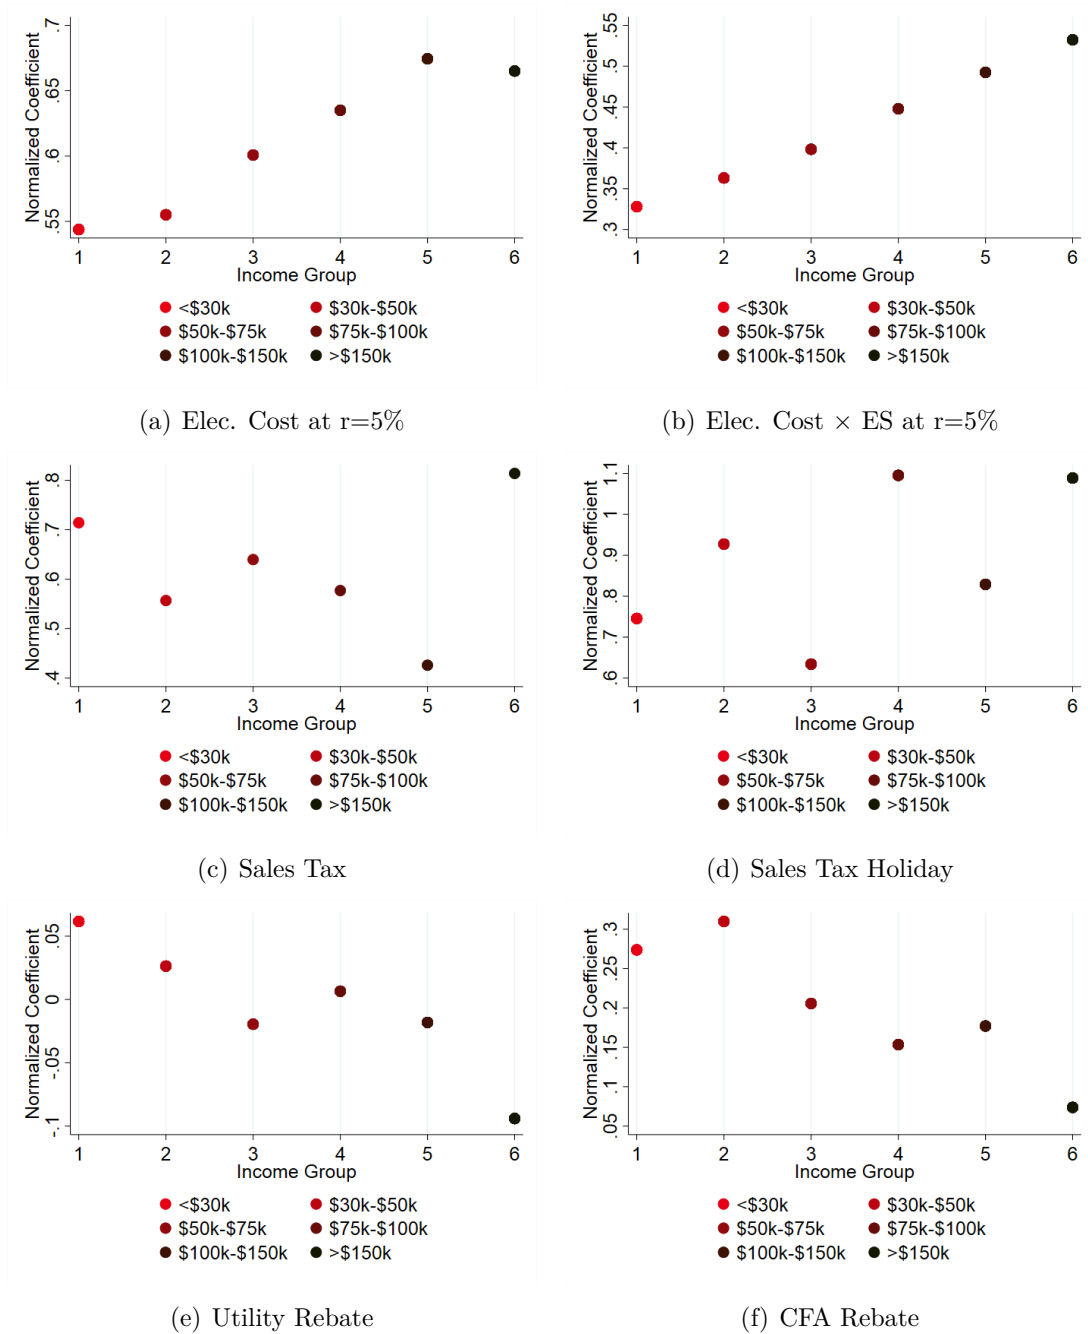 Normalized Coefficient
.55 .6 .65 .7
1 2 3 4 5 6
Income Group
<$30k $30k-$50k
$50k-$75k $75k-$100k
$100k-$150k >$150k
(a) Elec. Cost at r=5%
Normalized Coefficient
.3 .35 .4 .45 .5 .55
1 2 3 4 5 6
Income Group
<$30k $30k-$50k
$50k-$75k $75k-$100k
$100k-$150k >$150k
(b) Elec. Cost × ES at r=5%
Normalized Coefficient
.4 .5 .6 .7 .8
1 2 3 4 5 6
Income Group
<$30k $30k-$50k
$50k-$75k $75k-$100k
$100k-$150k >$150k
(c) Sales Tax
Normalized Coefficient
.6 .7 .8 .9 1 1.1
1 2 3 4 5 6
Income Group
<$30k $30k-$50k
$50k-$75k $75k-$100k
$100k-$150k >$150k
(d) Sales Tax Holiday
Normalized Coefficient
-.1 -.05 0 .05
1 2 3 4 5 6
Income Group
<$30k $30k-$50k
$50k-$75k $75k-$100k
$100k-$150k >$150k
(e) Utility Rebate
Normalized Coefficient
.05 .1 .15 .2 .25 .3
1 2 3 4 5 6
Income Group
<$30k $30k-$50k
$50k-$75k $75k-$100k
$100k-$150k >$150k
(f) CFA Rebate